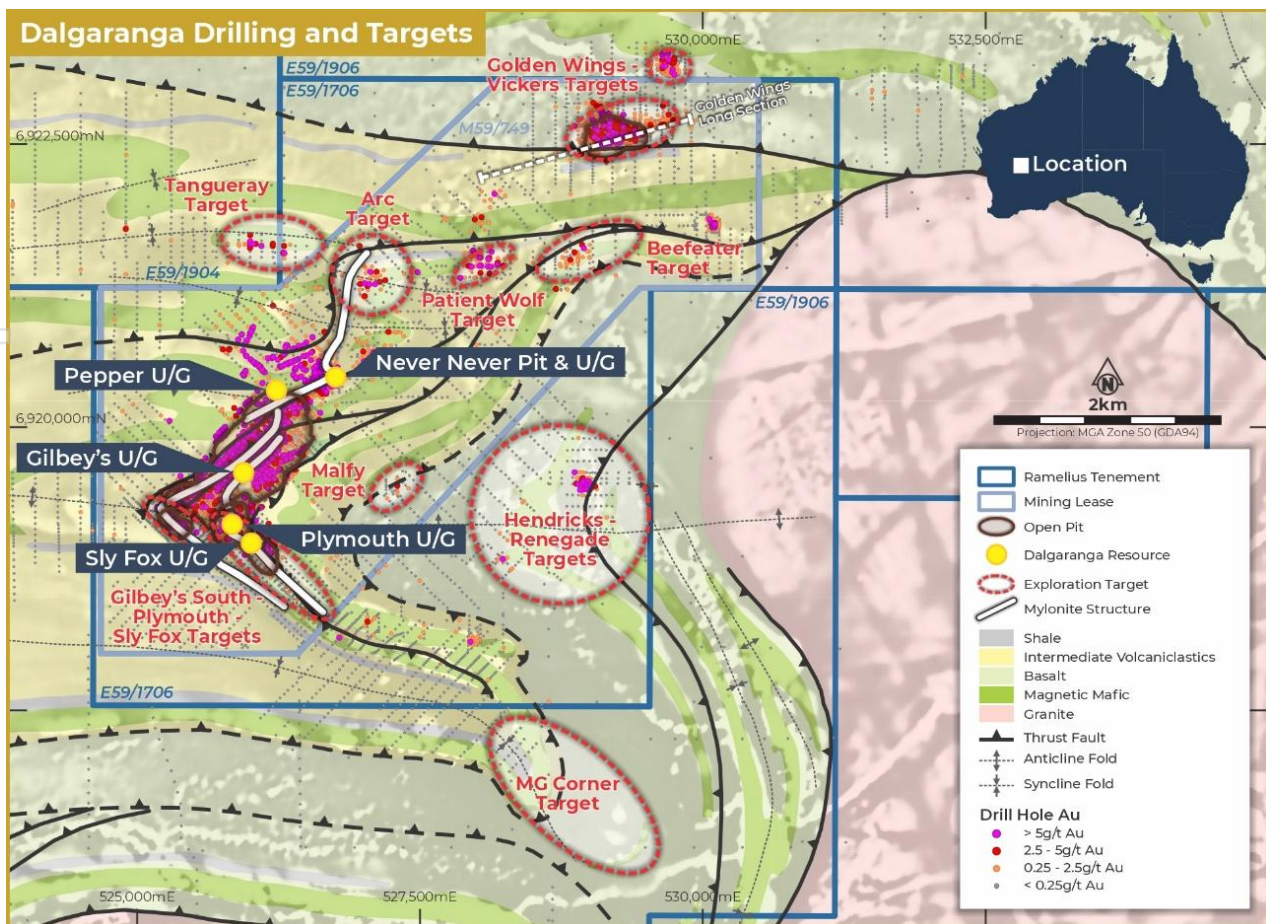 Dalgaranga Drilling and Targets
530,000mE
532,500mE
E59/1906
E59/1706
Golden Wings -
Vickers Targets
Golden Wings
Long Section
6,922,500mN
M59/749
Location
Tangueray
Target
Arc
Target
Beefeater
Target
E59/1904
Patient Wolf
Target
E59/1906
Never Never Pit & U/G
Pepper U/G
6,920,000mN
N
2km
Projection: MGA Zone 50 (GDA94)
Gilbey's U/G
Malfy
Target
Hendricks -
Renegade
Targets
Plymouth U/G
Sly Fox U/G
Gilbey's South -
Plymouth -
Sly Fox Targets
E59/1706
MG Corner
Target
525,000mE
527,500mE
530,000mE
Ramelius Tenement
Mining Lease
Open Pit
Dalgaranga Resource
Exploration Target
Mylonite Structure
Shale
Intermediate Volcaniclastics
Basalt
Magnetic Mafic
Granite
Thrust Fault
Anticline Fold
Syncline Fold
Drill Hole Au
> 5g/t Au
2.5 - 5g/t Au
0.25 - 2.5g/t Au
< 0.25g/t Au